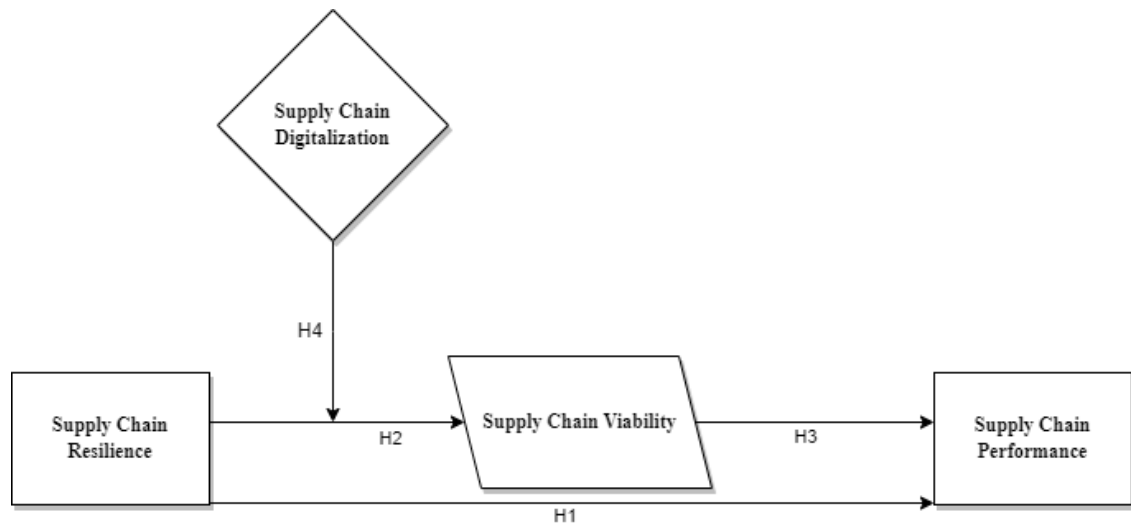 Supply Chain
Digitalization
H4
Supply Chain
Resilience
H2
Supply Chain Viability
H3
Supply Chain
Performance
H1